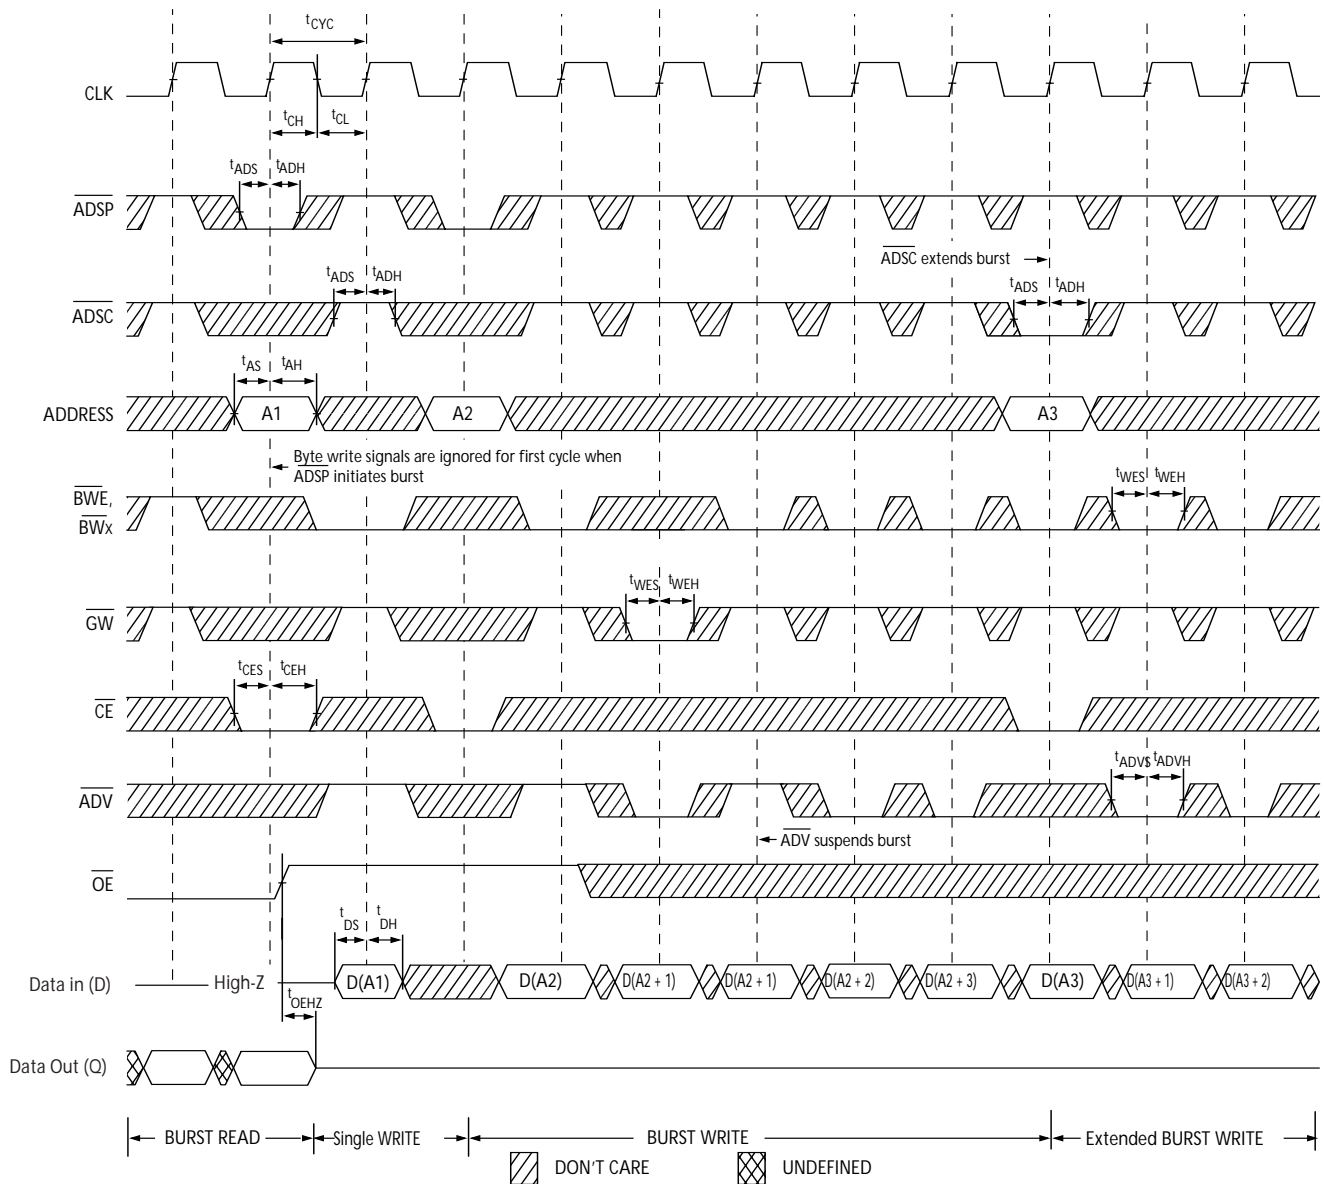 tCYC
CLK
tCH
tCL
tADS
tADH
ADSP
ADSC extends burst
tADS
tADH
tADS
tADH
ADSC
tAS
tAH
ADDRESS
A1
A2
A3
Byte write signals are ignored for first cycle when
ADSP initiates burst
BWE,
BWx
tWES
tWEH
tWES
tWEH
GW
tCES
tCEH
CE
tADVS
tADVH
ADV
ADV suspends burst
OE
tDS
tDH
Data in (D)
High-Z
D(A1)
D(A2)
D(A2 + 1)
D(A2 + 1)
D(A2 + 2)
D(A2 + 3)
D(A3)
D(A3 + 1)
D(A3 + 2)
tOEHZ
Data Out (Q)
BURST READ
Single WRITE
BURST WRITE
Extended BURST WRITE
DON'T CARE
UNDEFINED